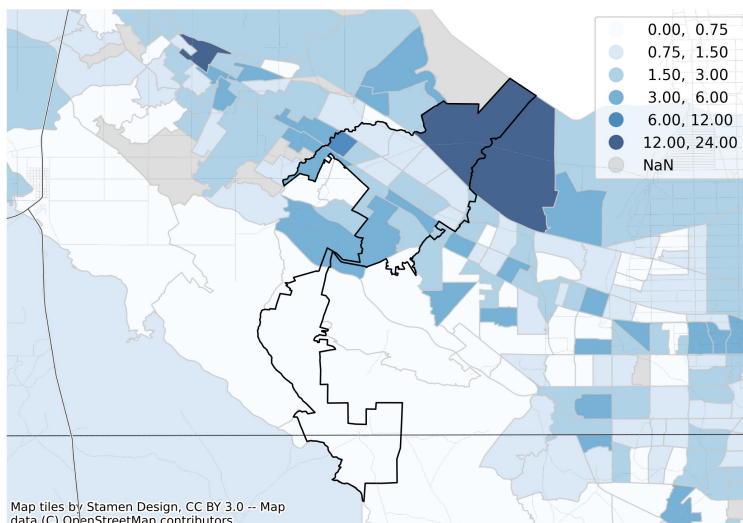 0.00, 0.75
0.75, 1.50
1.50, 3.00
3.00, 6.00
6.00, 12.00
12.00, 24.00
NaN
Map tiles by Stamen Design, CC BY 3.0 -- Map
data (C) OpenStreetMap contributors